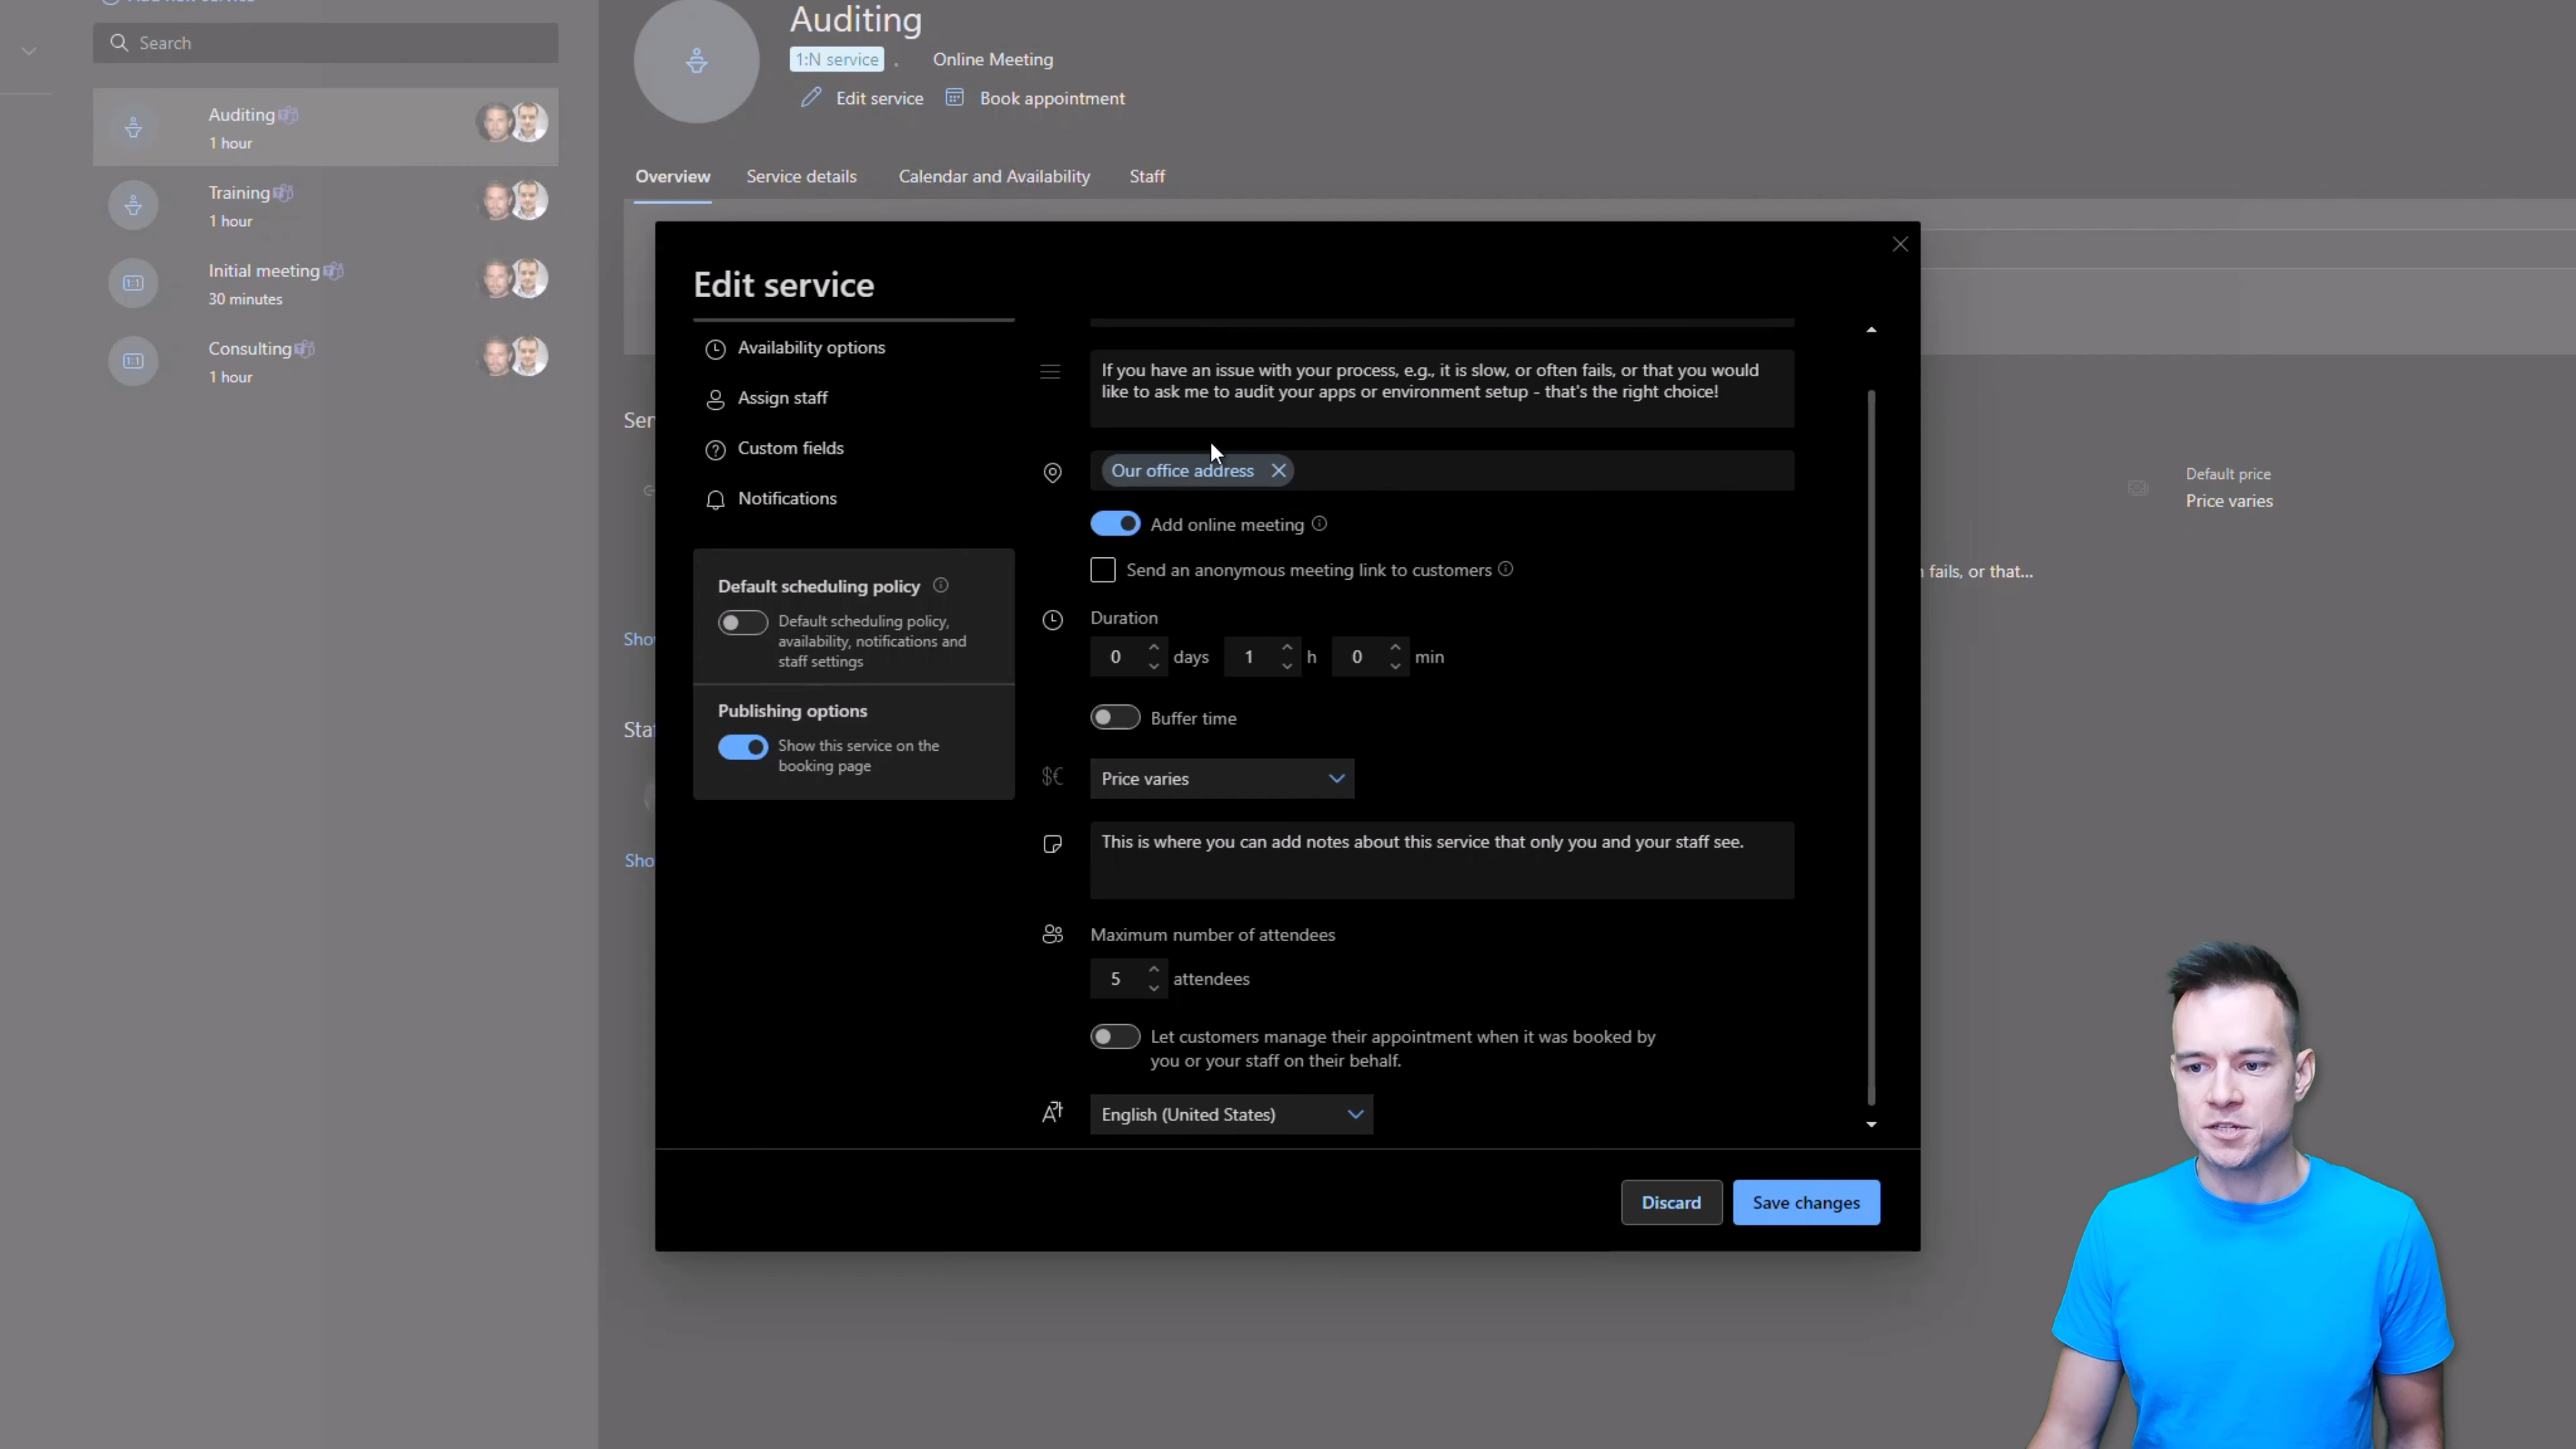 Add new service
Search
Auditing
1 hour
Training
1 hour
Initial meeting
30 minutes
1:1
Consulting
1 hour
1:1
Auditing
1:N service . Online Meeting
Edit service Book appointment
Overview Service details Calendar and Availability Staff
Default price
Price varies
fails, or that...
Edit service
Availability options
Assign staff
Custom fields
Notifications
Default scheduling policy
Default scheduling policy,
availability, notifications and
staff settings
Publishing options
Show this service on the
booking page
If you have an issue with your process, e.g., it is slow, or often fails, or that you would
like to ask me to audit your apps or environment setup - that's the right choice!
Our office address
Add online meeting
Send an anonymous meeting link to customers
Duration
0 days 1 h 0 min
Buffer time
$€ Price varies
This is where you can add notes about this service that only you and your staff see.
Maximum number of attendees
5 attendees
Let customers manage their appointment when it was booked by
you or your staff on their behalf.
English (United States)
Discard Save changes